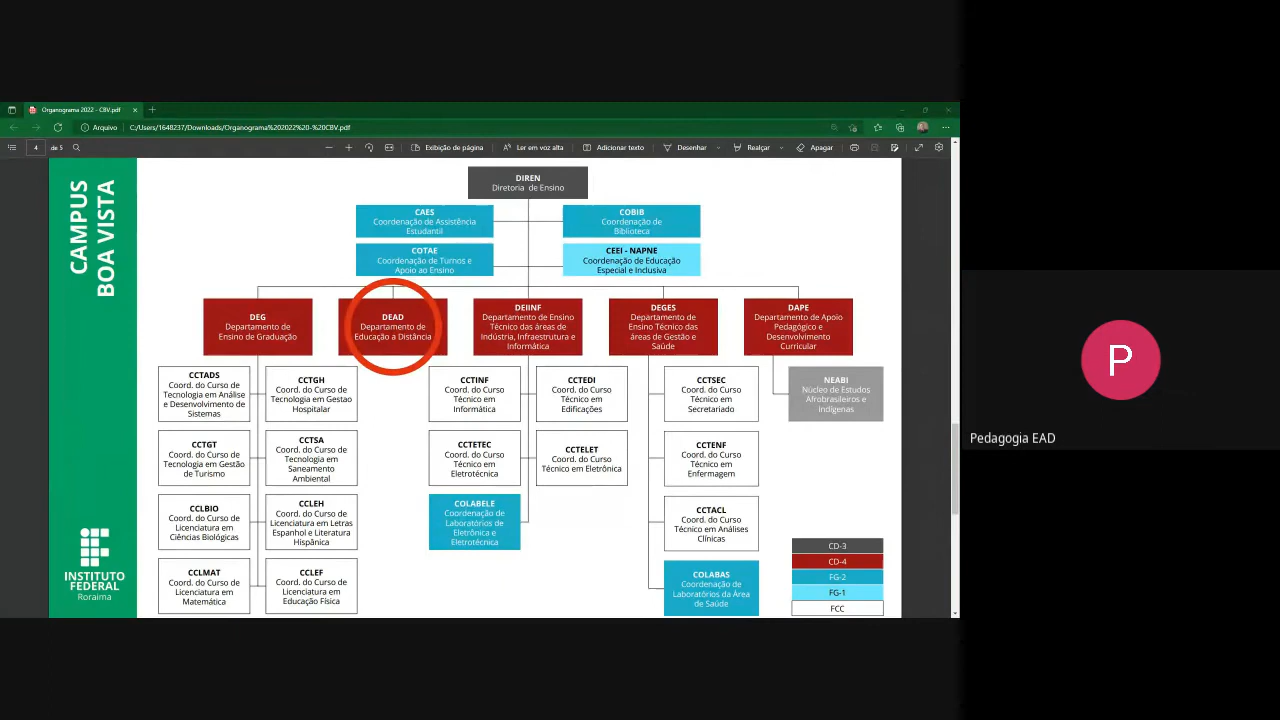 Organograma 2022 - CBV.pdf
Arquivo
C:/Users/1648237/Downloads/Organograma%202022%20-%20CBV.pdf
4
de 5
Exibição de página
Ler em voz alta
Adicionar texto
Desenhar
Realçar
Apagar
CAMPUS
BOA VISTA
INSTITUTO
FEDERAL
Roraima
DIREN
Diretoria de Ensino
CAES
Coordenação de Assistência
Estudantil
COBIB
Coordenação de
Biblioteca
COTAE
Coordenação de Turnos e
Apoio ao Ensino
CEEI - NAPNE
Coordenação de Educação
Especial e Inclusiva
DEG
Departamento de
Ensino de Graduação
DEAD
Departamento de
Educação a Distância
DEIINF
Departamento de Ensino
Técnico das áreas de
Indústria, Infraestrutura e
Informática
DEGES
Departamento de
Ensino Técnico das
áreas de Gestão e
Saúde
DAPE
Departamento de Apoio
Pedagógico e
Desenvolvimento
Curricular
CCTADS
Coord. do Curso de
Tecnologia em Análise
e Desenvolvimento de
Sistemas
CCTGH
Coord. do Curso de
Tecnologia em Gestao
Hospitalar
CCTGT
Coord. do Curso de
Tecnologia em Gestão
de Turismo
CCTSA
Coord. do Curso de
Tecnologia em
Saneamento
Ambiental
CCLBIO
Coord. do Curso de
Licenciatura em
Ciências Biológicas
CCLEH
Coord. do Curso de
Licenciatura em Letras
Espanhol e Literatura
Hispânica
CCLMAT
Coord. do Curso de
Licenciatura em
Matemática
CCLEF
Coord. do Curso de
Licenciatura em
Educação Física
CCTINF
Coord. do Curso
Técnico em
Informática
CCTEDI
Coord. do Curso
Técnico em
Edificações
CCTETEC
Coord. do Curso
Técnico em
Eletrotécnica
CCTELET
Coord. do Curso
Técnico em Eletrônica
COLABELE
Coordenação de
Laboratórios de
Eletrônica e
Eletrotécnica
CCTSEC
Coord. do Curso
Técnico em
Secretariado
CCTENF
Coord. do Curso
Técnico em
Enfermagem
CCTACL
Coord. do Curso
Técnico em Análises
Clínicas
COLABAS
Coordenação de
Laboratórios da Área
de Saúde
NEABI
Núcleo de Estudos
Afrobrasileiros e
Indígenas
CD-3
CD-4
FG-2
FG-1
FCC
P
Pedagogia EAD